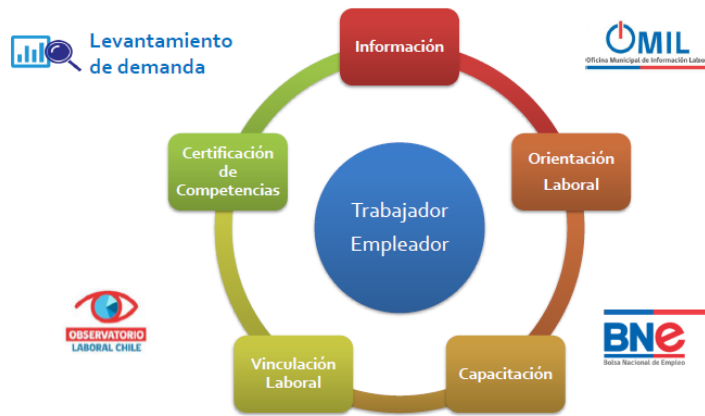 Levantamiento
de demanda
Información
OMIL
Oficina Municipal de Información Labo
Certificación
de
Competencias
Orientación
Laboral
Trabajador
Empleador
OBSERVATORIO
LABORAL CHILE
BNe
Bolsa Nacional de Empleo
Vinculación
Laboral
Capacitación